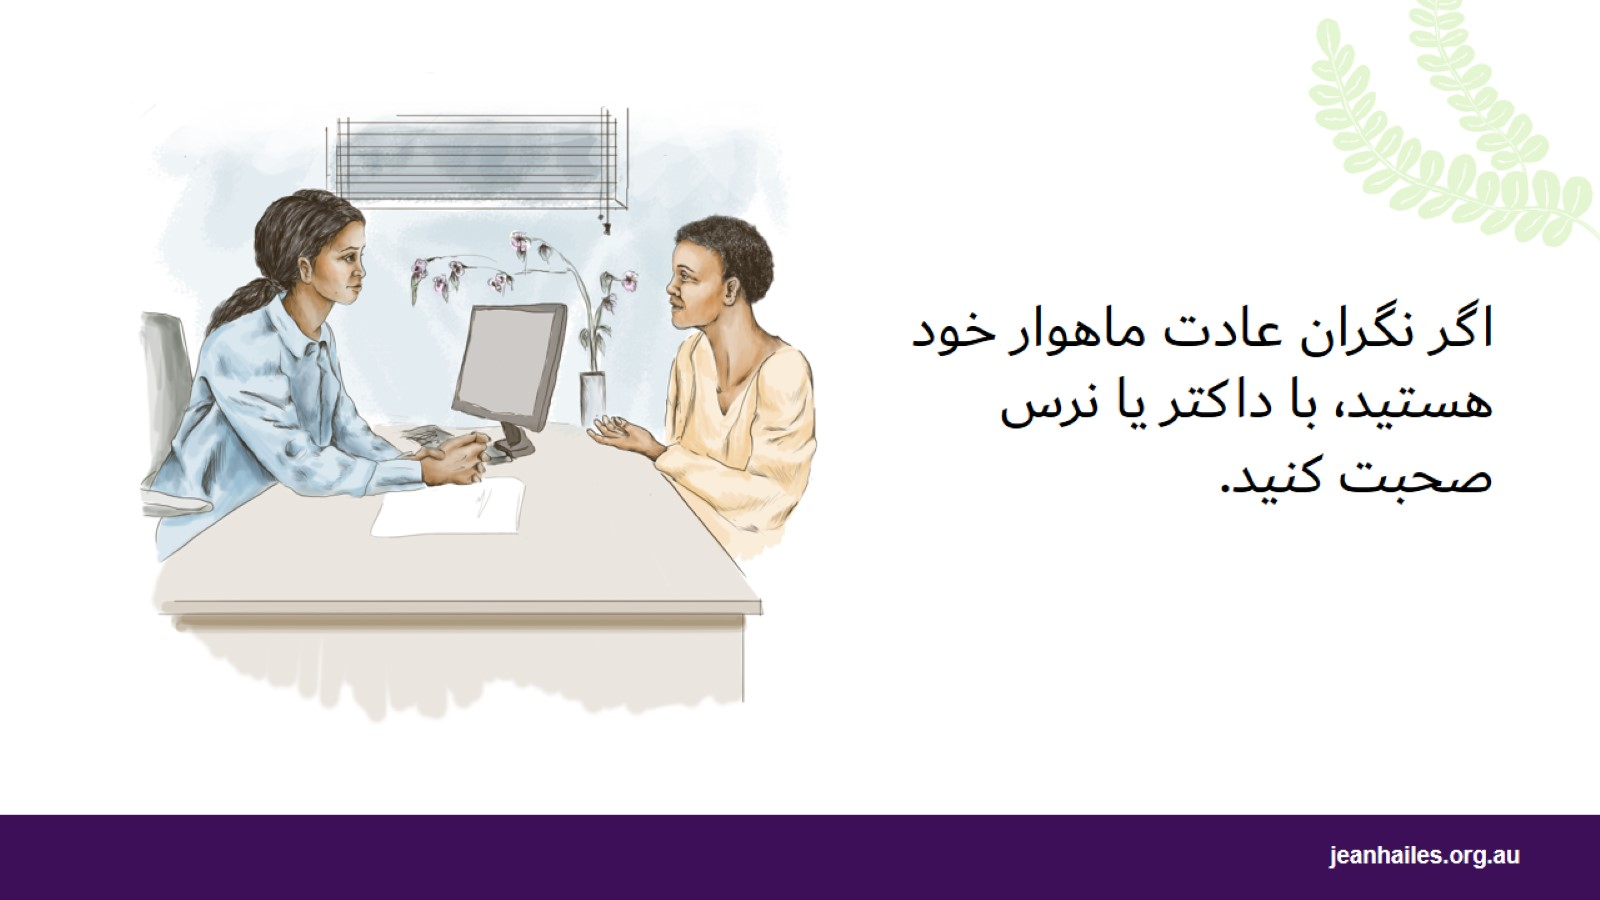 اگر نگران عادت ماهوار خود
هستید، با داکتر یا نرس
صحبت کنید.
jeanhailes.org.au